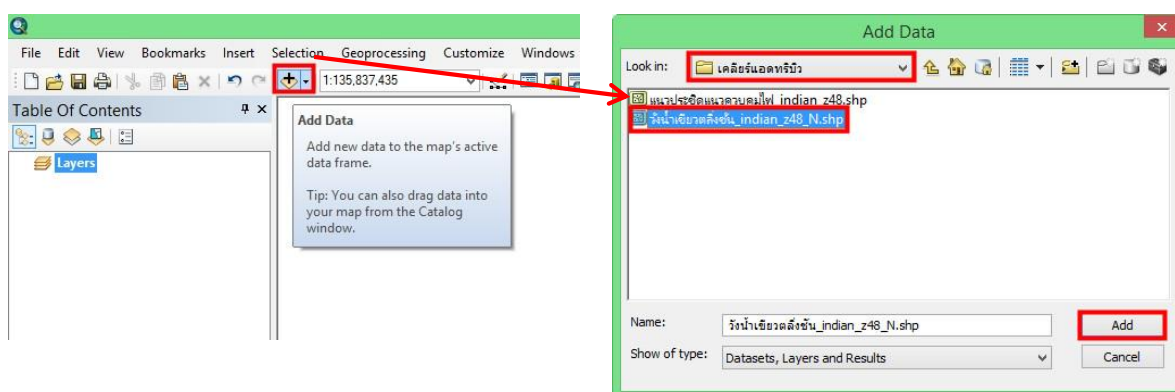 File Edit View Bookmarks Insert Selection Geoprocessing Customize Windows
1:135,837,435
Table Of Contents
Layers
Add Data
Add new data to the map's active
data frame.
Tip: You can also drag data into
your map from the Catalog
window.
Add Data
Look in: เคลียร์แอดทริบิว
แนวประชิดแนวควบคุมไฟ_indian_z48.shp
วังน้ำเขียวตลิ่งชัน_indian_z48_N.shp
Name: วังน้ำเขียวตลิ่งชัน_indian_z48_N.shp Add
Show of type: Datasets, Layers and Results Cancel